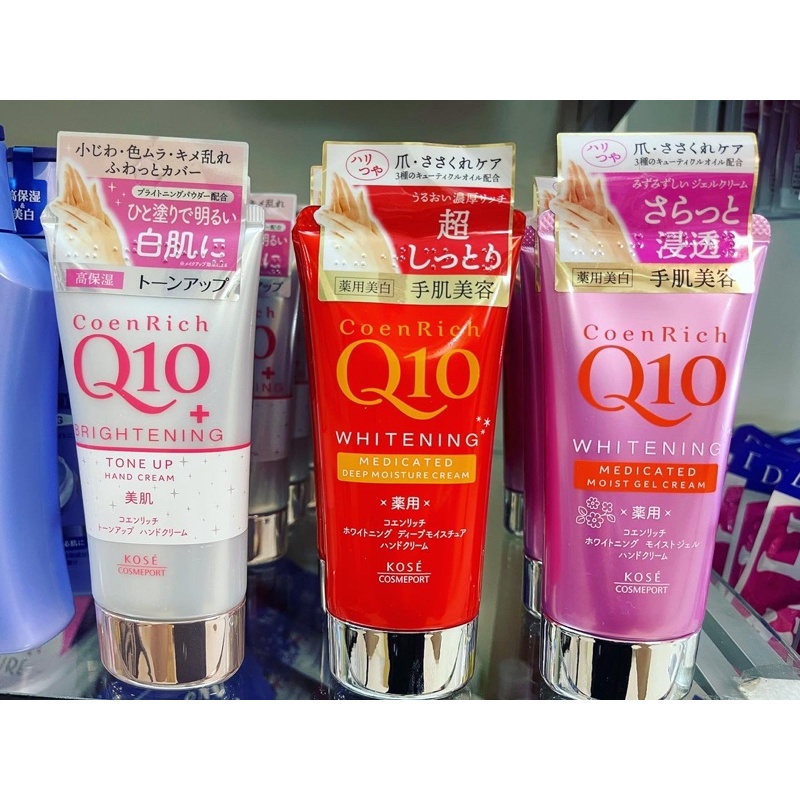 小じわ・色ムラ・キメ乱れ
ふわっとカバー
ブライトニングパウダー配合
ひと塗りで明るい
白肌に
高保湿
トーンアップ
CoenRich
Q10
+
BRIGHTENING
TONE UP
HAND CREAM
美肌
コエンリッチ
トーンアップ ハンドクリーム
KOSÉ
COSMEPORT
ハリ
つや
爪・ささくれケア
3種のキューティクルオイル配合
うるおい濃厚リッチ
超
しっとり
薬用美白
手肌美容
CoenRich
Q10
WHITENING
MEDICATED
DEEP MOISTURE CREAM
薬用
コエンリッチ
ホワイトニング ディープモイスチュア
ハンドクリーム
KOSÉ
COSMEPORT
ハリ
つや
爪・ささくれケア
3種のキューティクルオイル配合
みずみずしいジェルクリーム
さらっと
浸透
薬用美白
手肌美容
CoenRich
Q10
WHITENING
MEDICATED
MOIST GEL CREAM
薬用
コエンリッチ
ホワイトニング モイストジェル
ハンドクリーム
KOSÉ
COSMEPORT
高保湿
美白